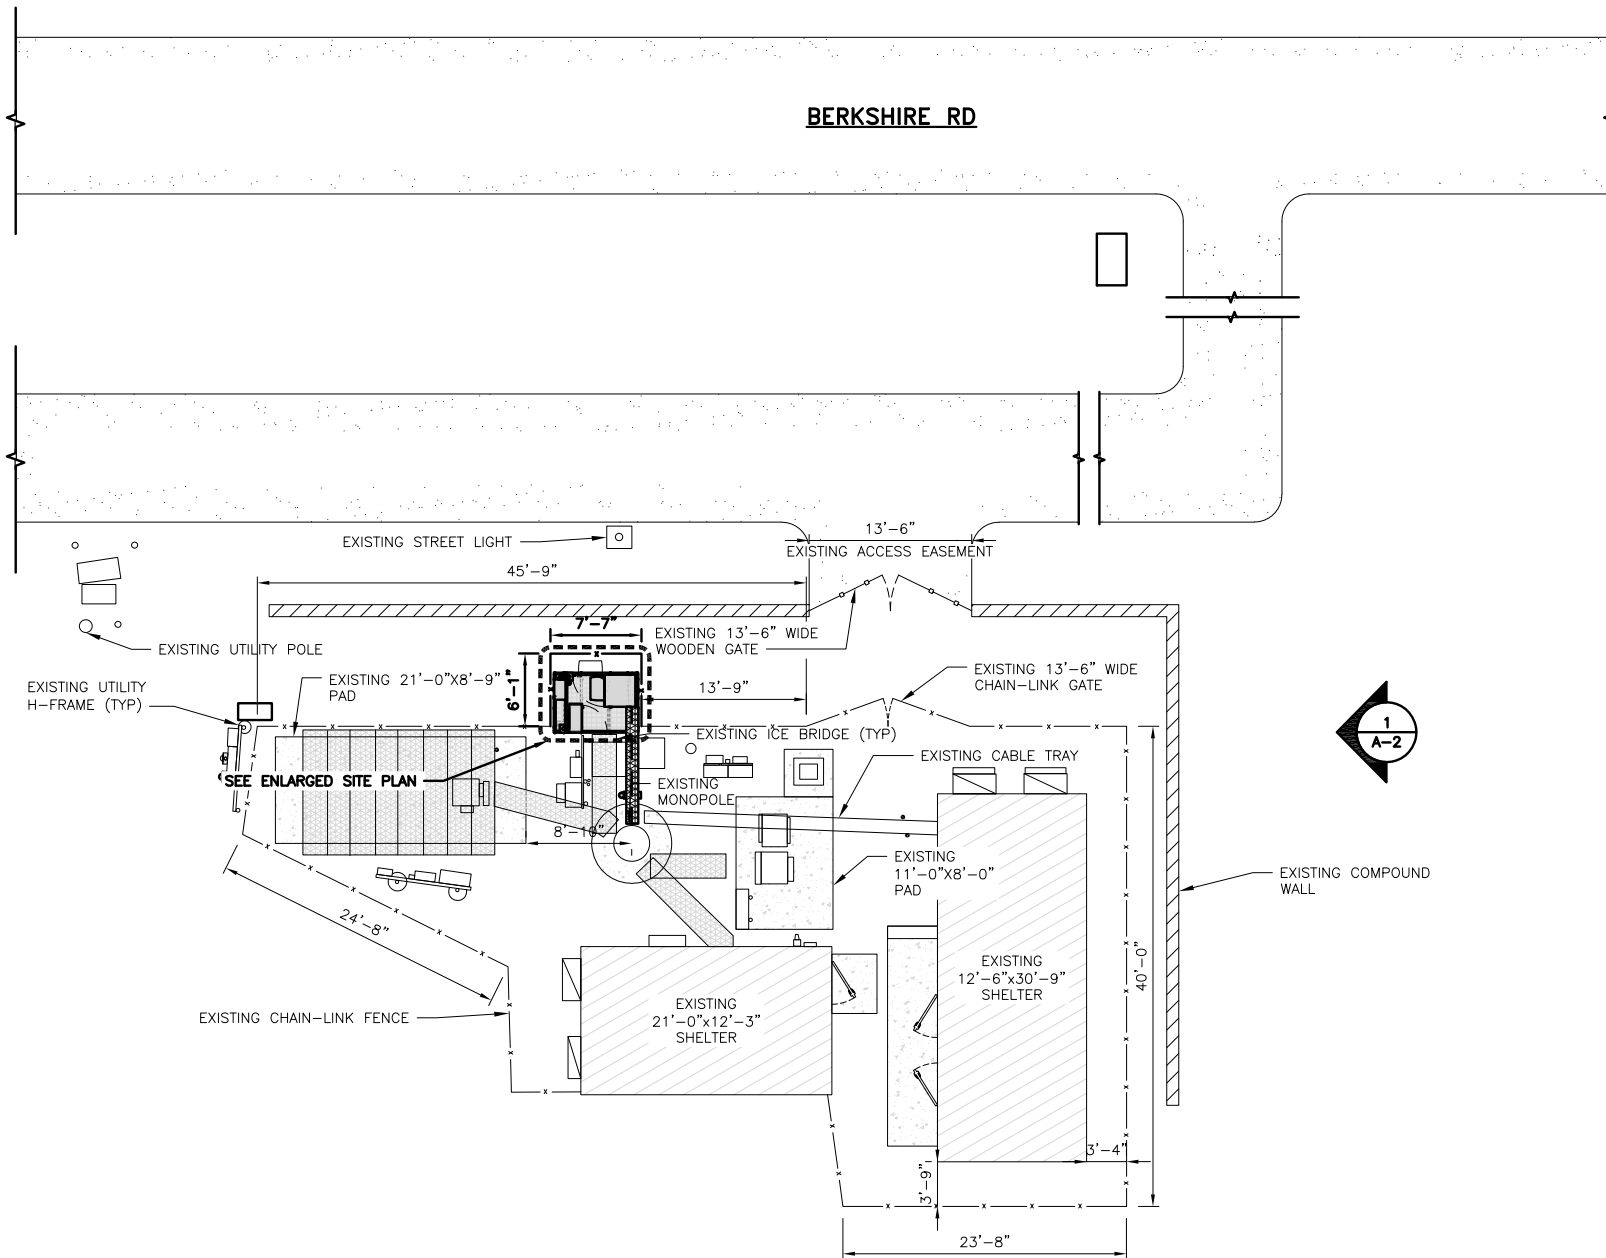 BERKSHIRE RD
13'-6"
EXISTING ACCESS EASEMENT
EXISTING STREET LIGHT
45'-9"
7'-7"
EXISTING 13'-6" WIDE
WOODEN GATE
EXISTING UTILITY POLE
EXISTING 13'-6" WIDE
CHAIN-LINK GATE
EXISTING UTILITY
H-FRAME (TYP)
EXISTING 21'-0"X8'-9"
PAD
6'-1"
13'-9"
1
A-2
EXISTING ICE BRIDGE (TYP)
EXISTING CABLE TRAY
SEE ENLARGED SITE PLAN
EXISTING
MONOPOLE
8'-10"
EXISTING
11'-0"X8'-0"
PAD
EXISTING COMPOUND
WALL
24'-8"
40'-0"
EXISTING
12'-6"x30'-9"
SHELTER
EXISTING
21'-0"x12'-3"
SHELTER
EXISTING CHAIN-LINK FENCE
3'-4"
3'-9"
23'-8"